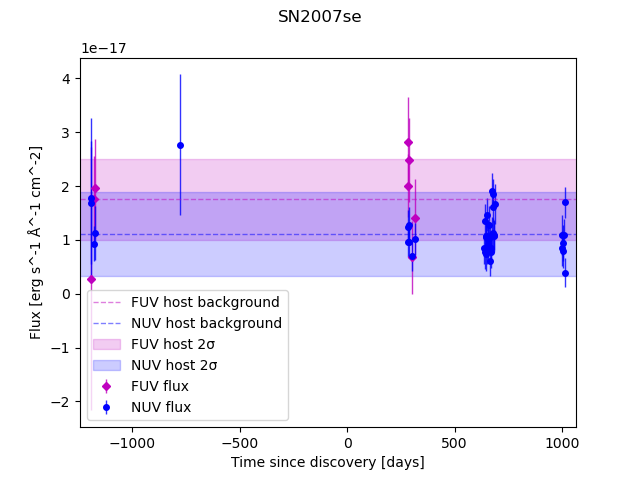 SN2007se
1e−17
4
3
2
1
0
−1
−2
Flux [erg s^-1 Å^-1 cm^-2]
FUV host background
NUV host background
FUV host 2σ
NUV host 2σ
FUV flux
NUV flux
−1000 −500 0 500 1000
Time since discovery [days]